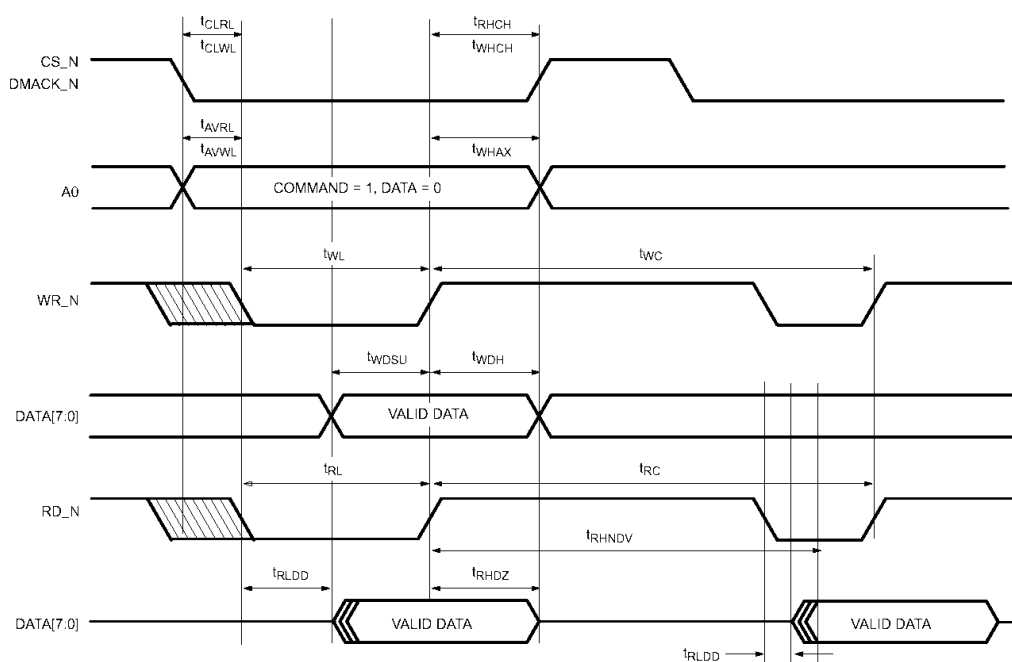 tCLRL
tRHCH
tCLWL
tWHCH
CS_N
DMACK_N
tAVRL
tAVWL
tWHAX
A0
COMMAND = 1, DATA = 0
tWL
tWC
WR_N
tWDSU
tWDH
DATA[7:0]
VALID DATA
tRL
tRC
RD_N
tRHNDV
tRLDD
tRHDZ
DATA[7:0]
VALID DATA
VALID DATA
tRLDD